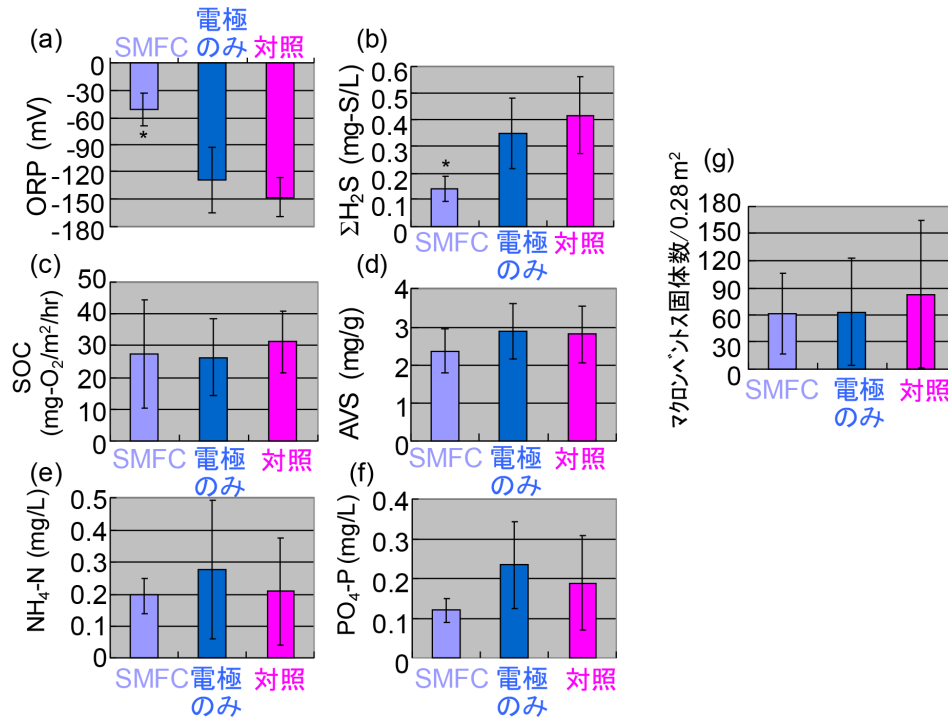 (a)
SMFC
電極
のみ
対照
ORP (mV)
0
-30
-60
-90
-120
-150
-180
*
(b)
ΣH₂S (mg-S/L)
0.6
0.5
0.4
0.3
0.2
0.1
0
*
SMFC
電極
のみ
対照
(c)
SOC
(mg-O₂/m²/hr)
50
40
30
20
10
0
SMFC
電極
のみ
対照
(d)
AVS (mg/g)
4
3
2
1
0
SMFC
電極
のみ
対照
(e)
NH₄-N (mg/L)
0.5
0.4
0.3
0.2
0.1
0
SMFC
電極
のみ
対照
(f)
PO₄-P (mg/L)
0.4
0.3
0.2
0.1
0
SMFC
電極
のみ
対照
(g)
マクロンベントス固体数/0.28m²
180
150
120
90
60
30
0
SMFC
電極
のみ
対照